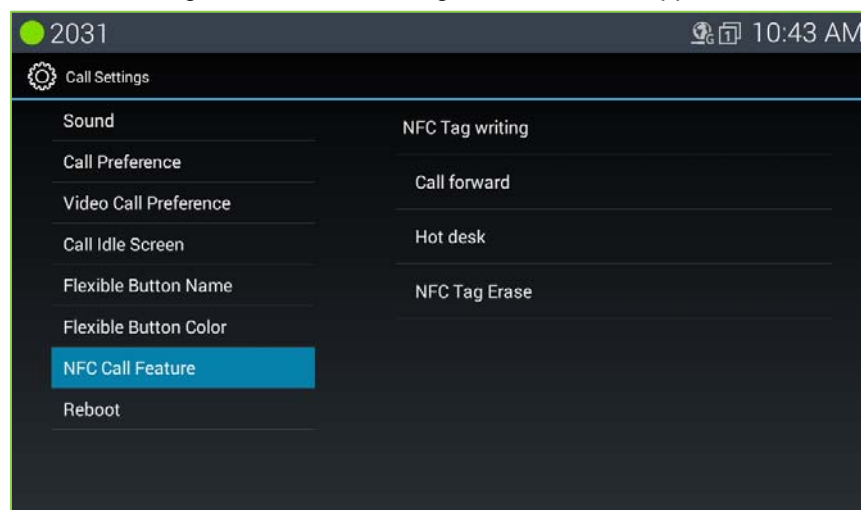 2031 10:43 AM
Call Settings
Sound
Call Preference
Video Call Preference
Call Idle Screen
Flexible Button Name
Flexible Button Color
NFC Call Feature
Reboot
NFC Tag writing
Call forward
Hot desk
NFC Tag Erase